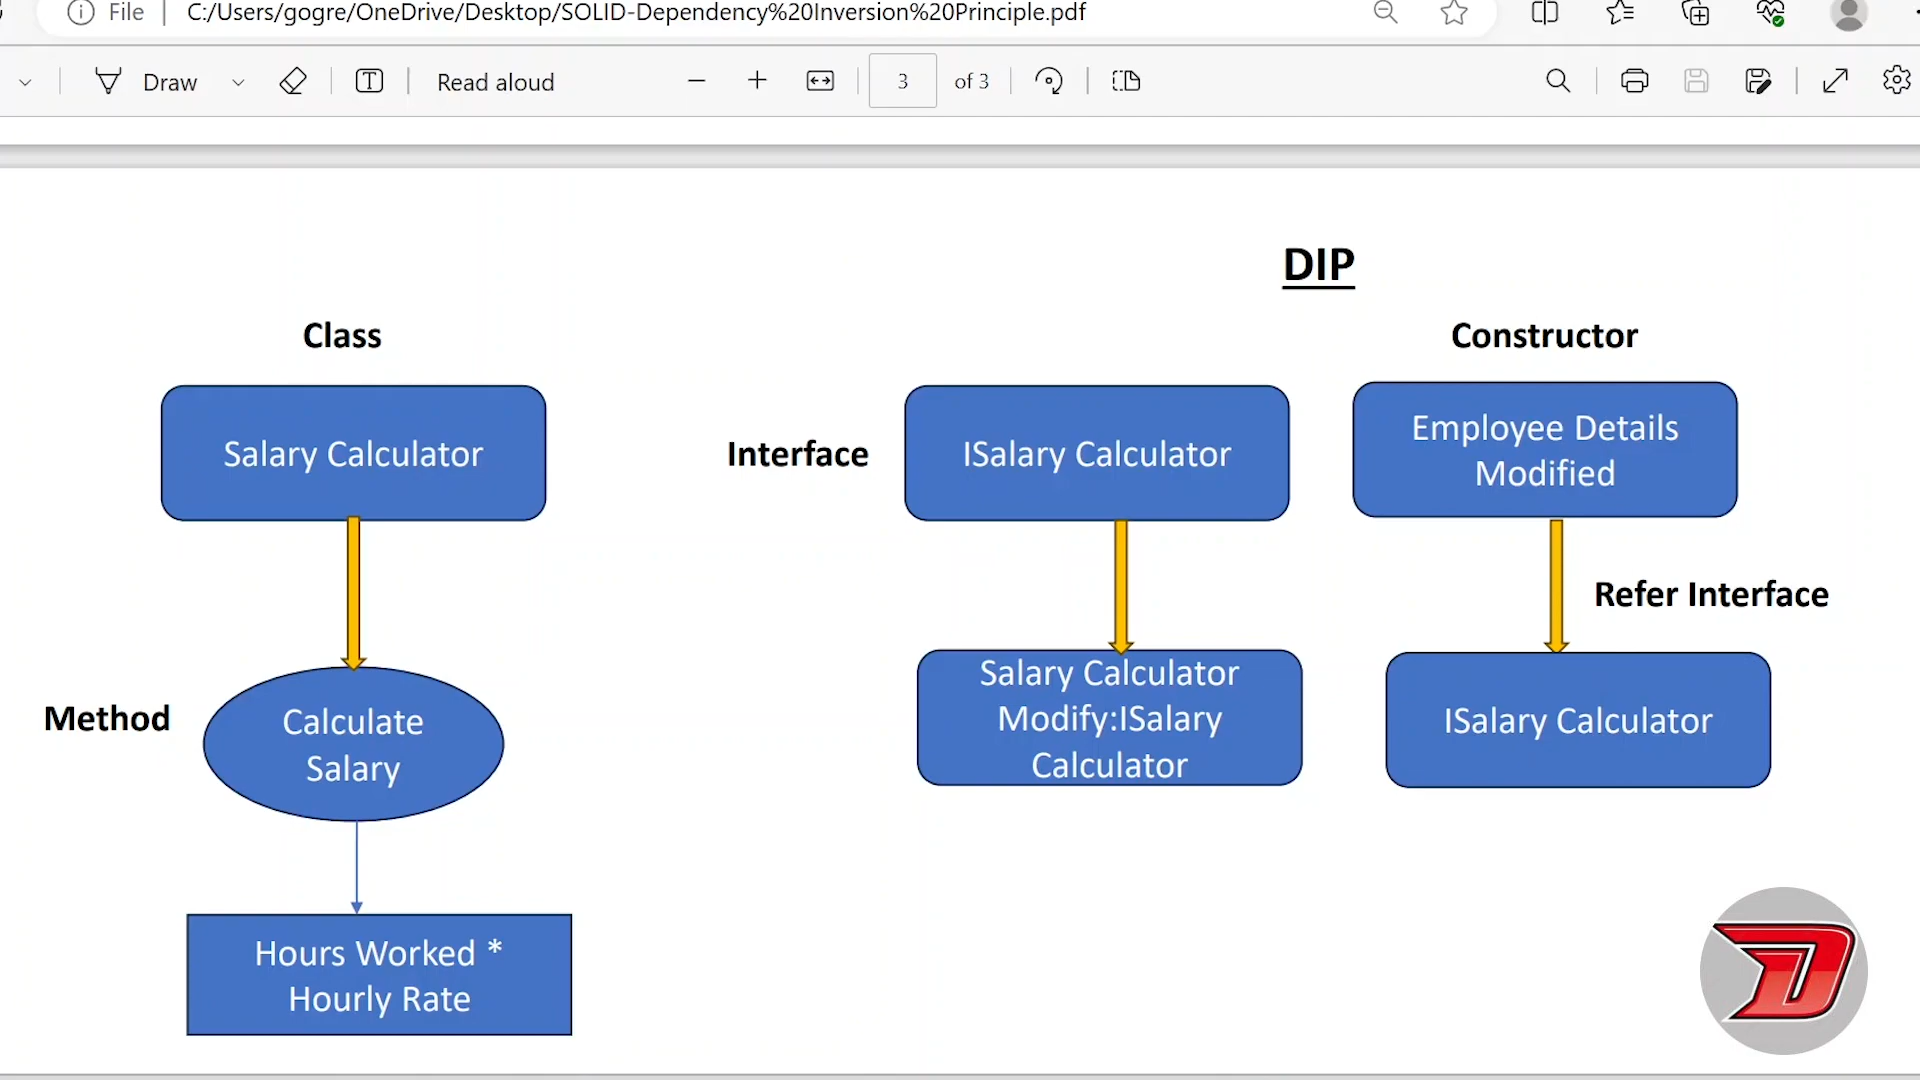 File
C:/Users/gogre/OneDrive/Desktop/SOLID-Dependency%20Inversion%20Principle.pdf
Draw
Read aloud
3
of 3
DIP
Class
Constructor
Salary Calculator
Interface
ISalary Calculator
Employee Details
Modified
Refer Interface
Method
Calculate
Salary
Salary Calculator
Modify:ISalary
Calculator
ISalary Calculator
Hours Worked *
Hourly Rate
D